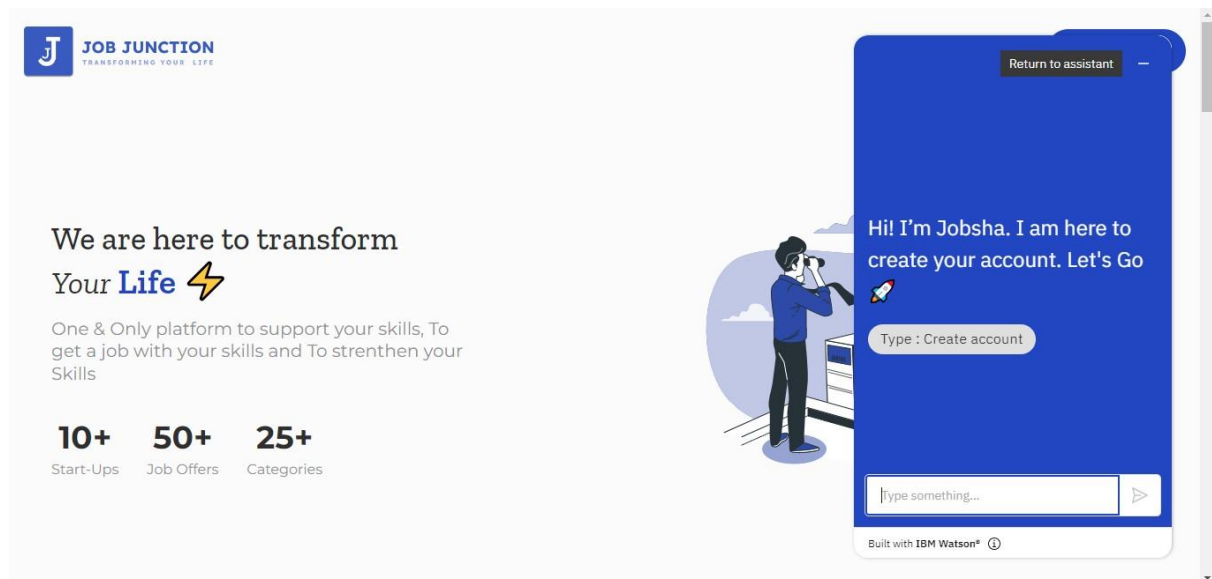 JOB JUNCTION
TRANSFORMING YOUR LIFE
We are here to transform
Your Life ⚡
One & Only platform to support your skills, To
get a job with your skills and To strenthen your
Skills
10+ 50+ 25+
Start-Ups Job Offers Categories
Return to assistant
Hi! I'm Jobsha. I am here to
create your account. Let's Go
🚀
Type : Create account
Type something...
Built with IBM Watson®